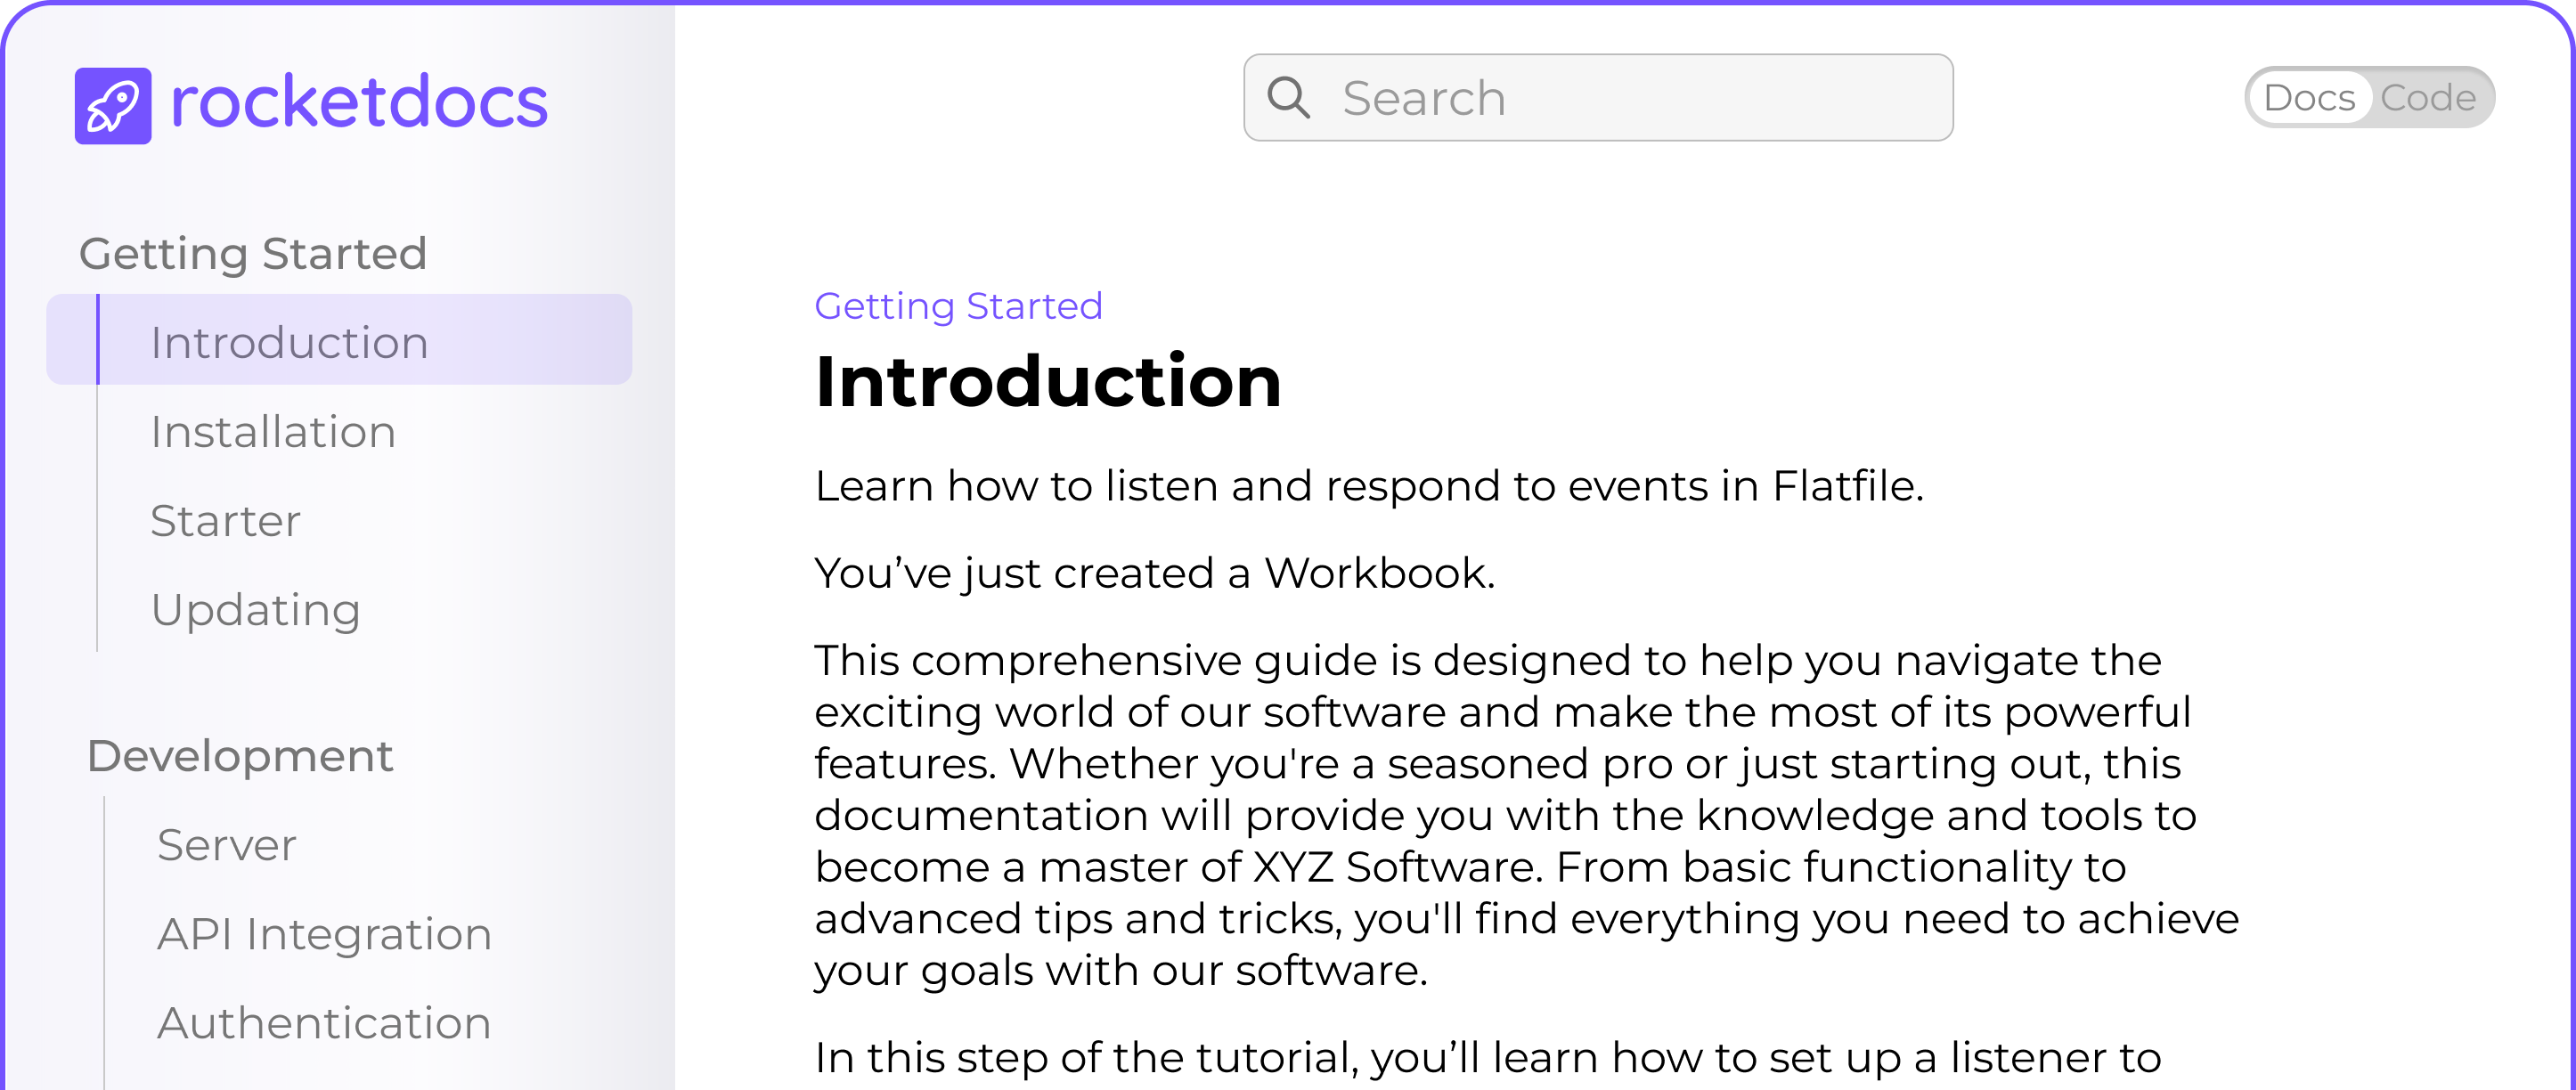 rocketdocs
Getting Started
Introduction
Installation
Starter
Updating
Development
Server
API Integration
Authentication
Search
Docs Code
Getting Started
Introduction
Learn how to listen and respond to events in Flatfile.
You’ve just created a Workbook.
This comprehensive guide is designed to help you navigate the
exciting world of our software and make the most of its powerful
features. Whether you're a seasoned pro or just starting out, this
documentation will provide you with the knowledge and tools to
become a master of XYZ Software. From basic functionality to
advanced tips and tricks, you'll find everything you need to achieve
your goals with our software.
In this step of the tutorial, you’ll learn how to set up a listener to